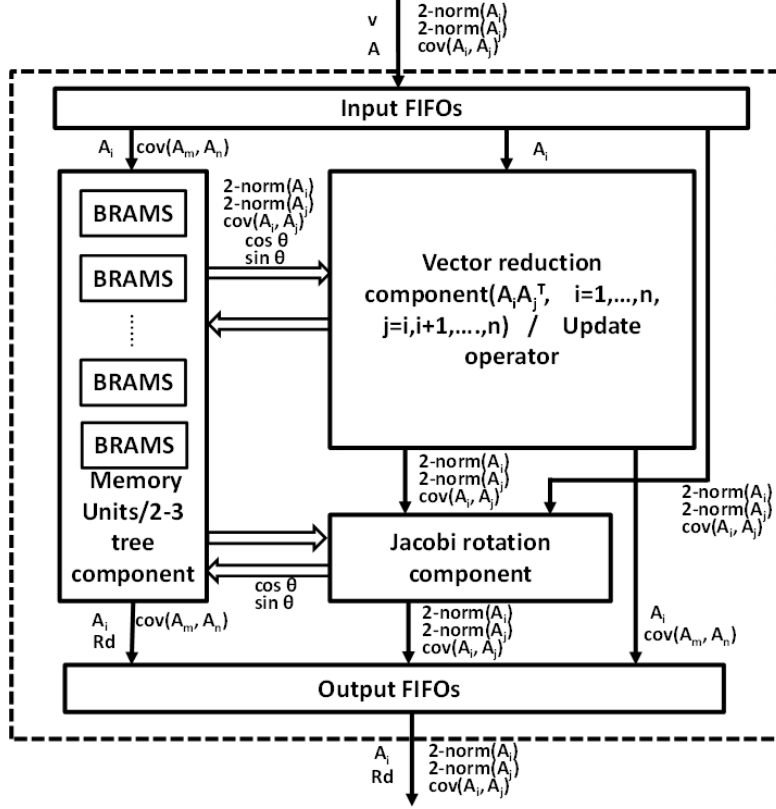 v
A
2-norm(Aᵢ)
2-norm(Aⱼ)
cov(Aᵢ, Aⱼ)
Input FIFOs
Aᵢ
cov(Aₘ, Aₙ)
Aᵢ
BRAMS
BRAMS
........
BRAMS
BRAMS
Memory
Units/2-3
tree
component
2-norm(Aᵢ)
2-norm(Aⱼ)
cov(Aᵢ, Aⱼ)
cos θ
sin θ
Vector reduction
component(AᵢAⱼᵀ, i=1,...,n,
j=i,i+1,....,n) / Update
operator
2-norm(Aᵢ)
2-norm(Aⱼ)
cov(Aᵢ, Aⱼ)
2-norm(Aᵢ)
2-norm(Aⱼ)
cov(Aᵢ, Aⱼ)
Jacobi rotation
component
cos θ
sin θ
Aᵢ
Rd
cov(Aₘ, Aₙ)
2-norm(Aᵢ)
2-norm(Aⱼ)
cov(Aᵢ, Aⱼ)
Aᵢ
cov(Aₘ, Aₙ)
Output FIFOs
Aᵢ
Rd
2-norm(Aᵢ)
2-norm(Aⱼ)
cov(Aᵢ, Aⱼ)